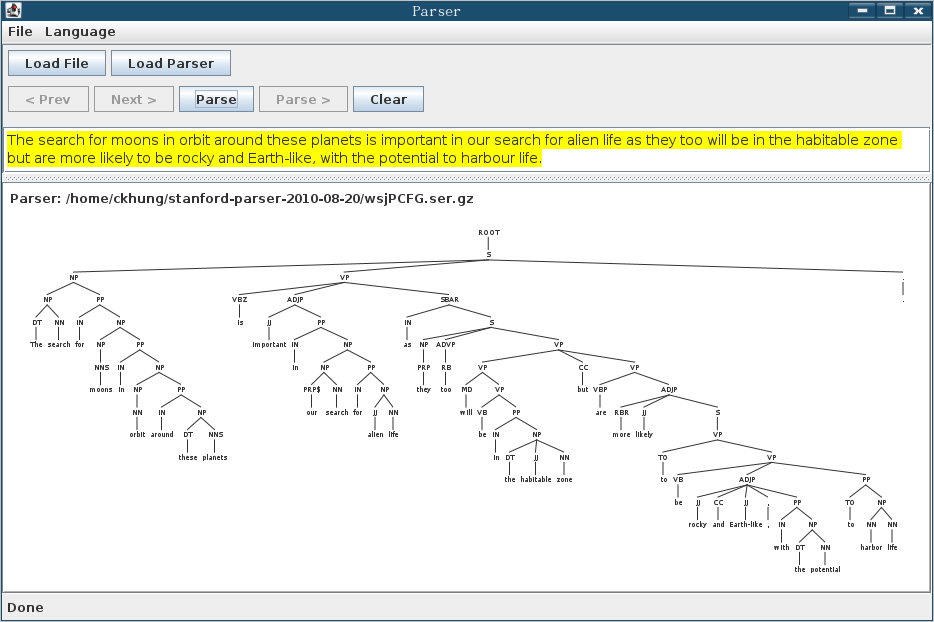 Parser
File Language
Load File Load Parser
< Prev Next > Parse Parse > Clear
The search for moons in orbit around these planets is important in our search for alien life as they too will be in the habitable zone
but are more likely to be rocky and Earth-like, with the potential to harbour life.
Parser: /home/ckhung/stanford-parser-2010-08-20/wsjPCFG.ser.gz
ROOT
S
NP VP .
NP PP VBZ ADJP SBAR .
DT NN IN NP is JJ PP IN S
The search for NP PP important IN NP as NP ADVP VP
NNS IN NP in NP PP PRP RB VP CC VP
moons in NP PP PRP$ NN IN NP they too MD VP but VBP ADJP
NN IN NP our search for JJ NN will VB PP are RBR JJ S
orbit around DT NNS alien life be IN NP more likely VP
these planets in DT JJ NN TO VP
the habitable zone to VB ADJP PP
be JJ CC JJ , PP TO NP
rocky and Earth-like , IN NP to NN NN
with DT NN harbor life
the potential
Done